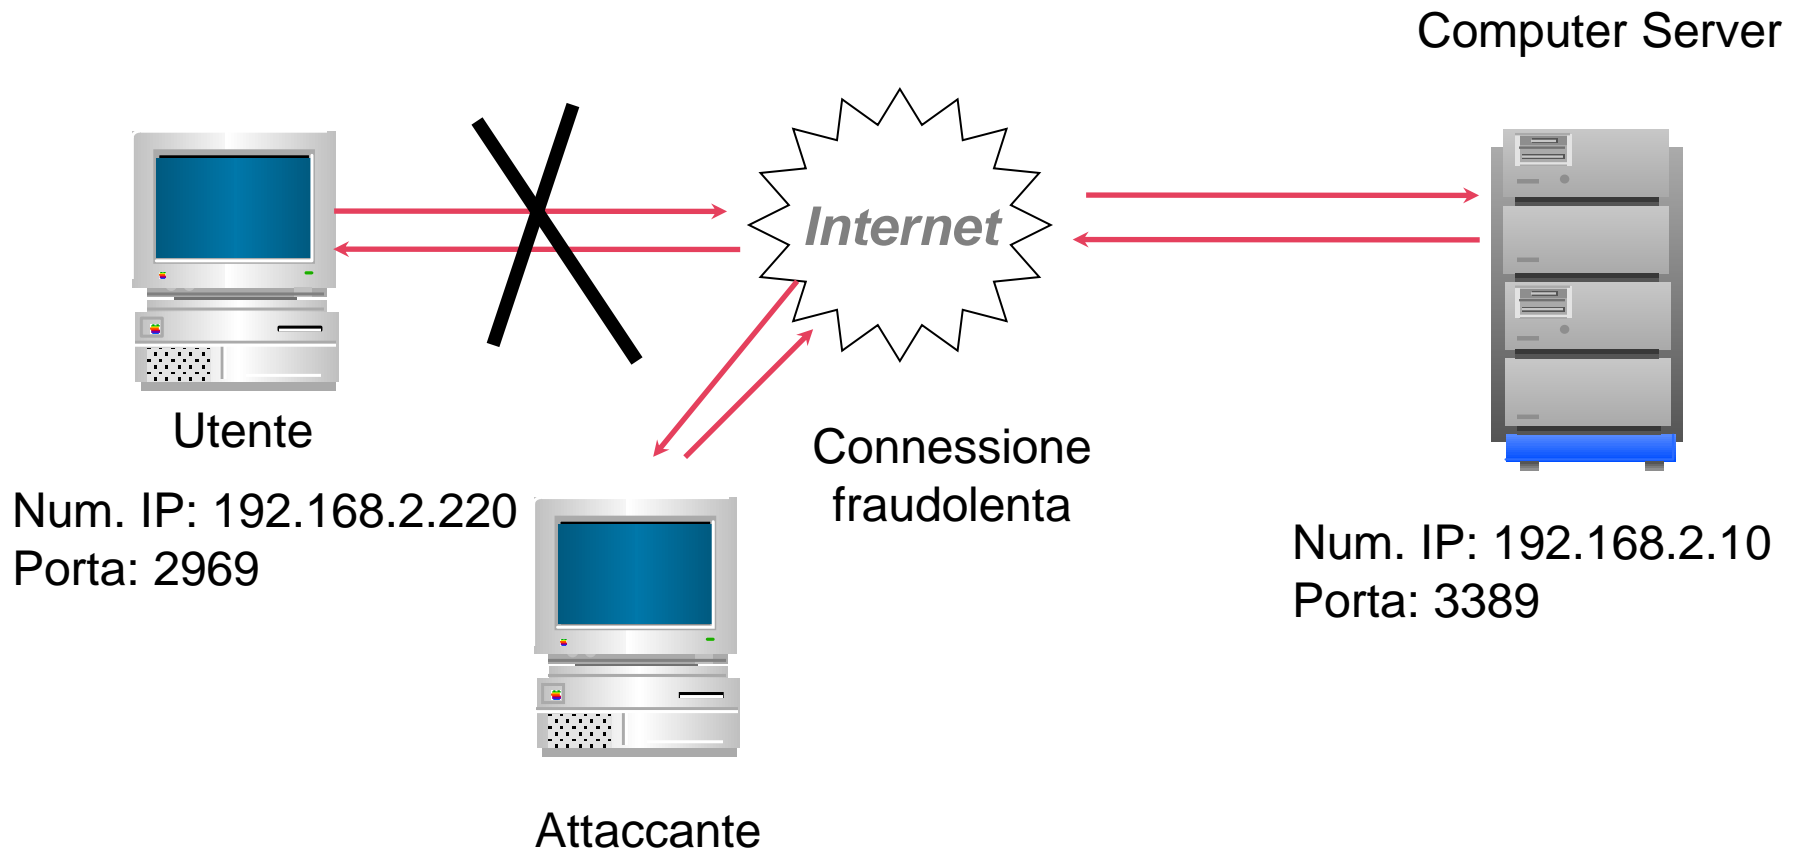 Computer Server
Internet
Utente
Num. IP: 192.168.2.220
Porta: 2969
Connessione
fraudolenta
Num. IP: 192.168.2.10
Porta: 3389
Attaccante